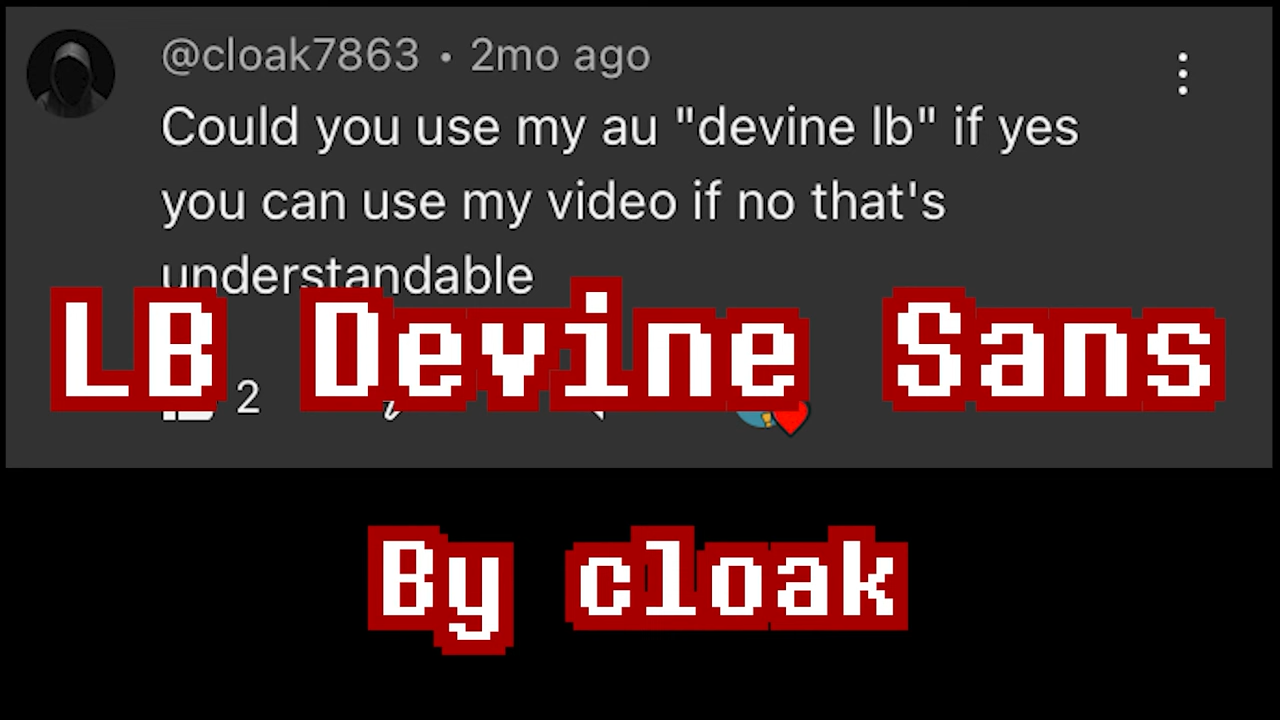 @cloak7863 • 2mo ago
Could you use my au "devine lb" if yes
you can use my video if no that's
understandable
LB Devine Sans
2
By cloak